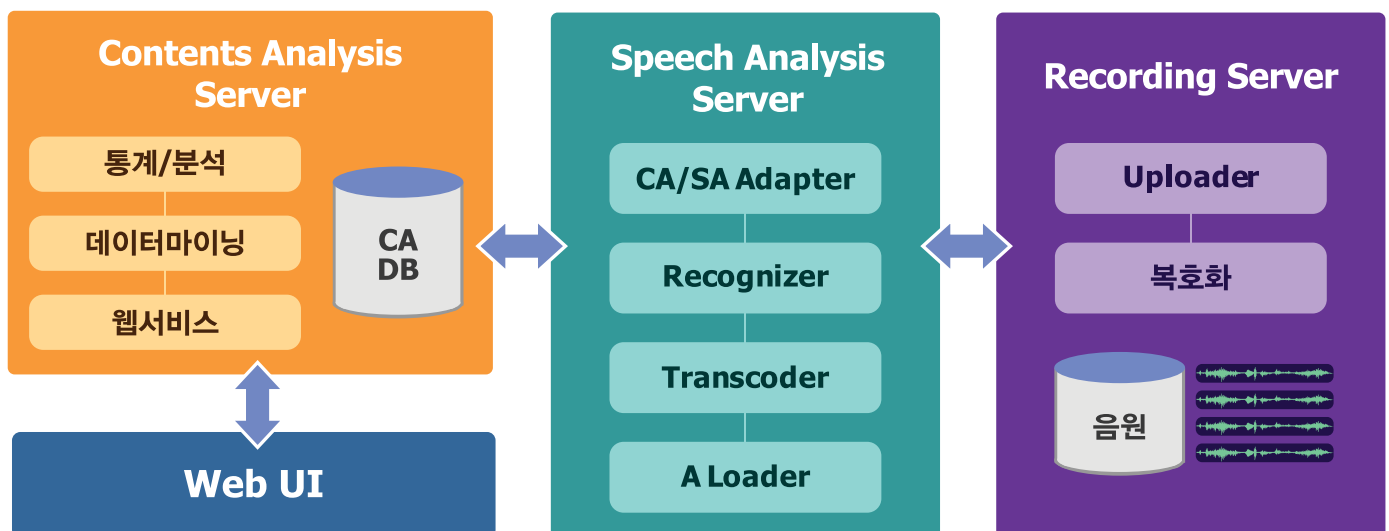 Contents Analysis
Server
통계/분석
데이터마이닝
웹서비스
CA
DB
Web UI
Speech Analysis
Server
CA/SA Adapter
Recognizer
Transcoder
A Loader
Recording Server
Uploader
복호화
음원